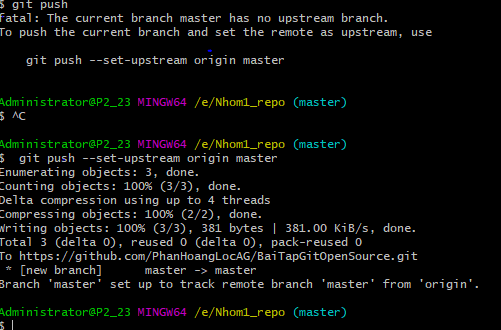 $ git push
fatal: The current branch master has no upstream branch.
To push the current branch and set the remote as upstream, use
git push --set-upstream origin master
Administrator@P2_23 MINGW64 /e/Nhom1_repo (master)
$ ^C
Administrator@P2_23 MINGW64 /e/Nhom1_repo (master)
$  git push --set-upstream origin master
Enumerating objects: 3, done.
Counting objects: 100% (3/3), done.
Delta compression using up to 4 threads
Compressing objects: 100% (2/2), done.
Writing objects: 100% (3/3), 381 bytes | 381.00 KiB/s, done.
Total 3 (delta 0), reused 0 (delta 0), pack-reused 0
To https://github.com/PhanHoangLocAG/BaiTapGitOpenSource.git
* [new branch]      master -> master
Branch 'master' set up to track remote branch 'master' from 'origin'.
Administrator@P2_23 MINGW64 /e/Nhom1_repo (master)
$